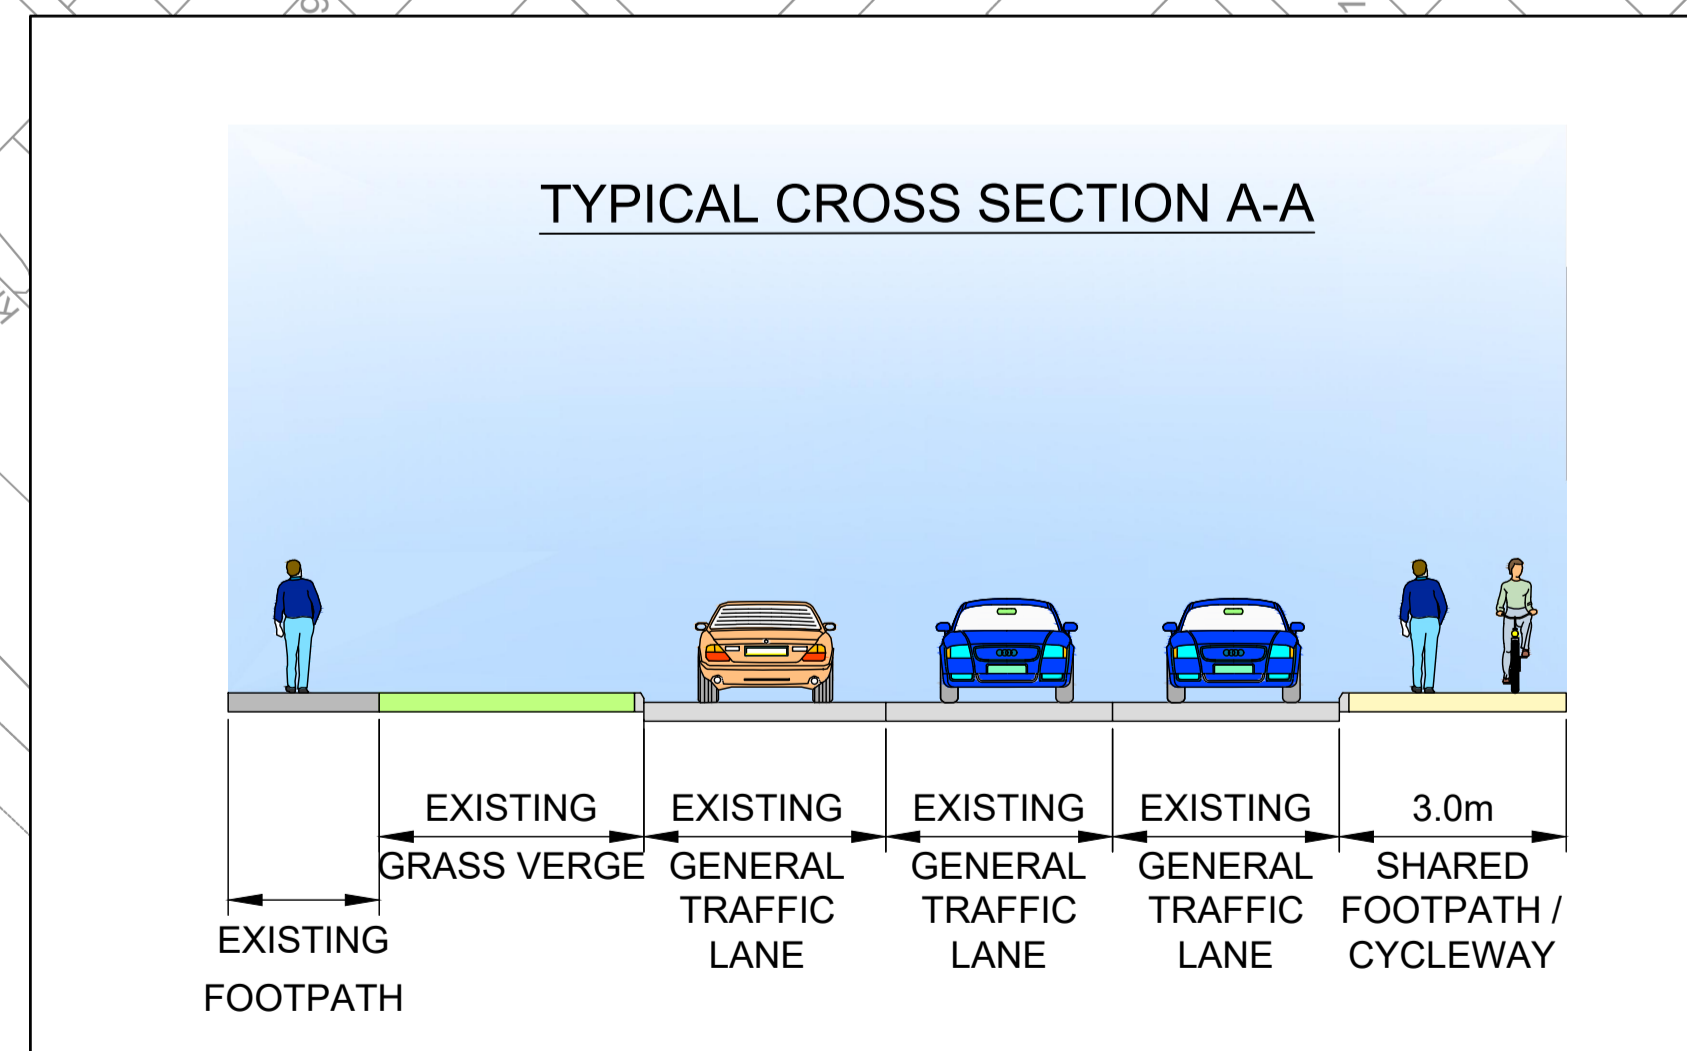 TYPICAL CROSS SECTION A-A
EXISTING
FOOTPATH
EXISTING
GRASS VERGE
EXISTING
GENERAL
TRAFFIC
LANE
EXISTING
GENERAL
TRAFFIC
LANE
EXISTING
GENERAL
TRAFFIC
LANE
3.0m
SHARED
FOOTPATH /
CYCLEWAY